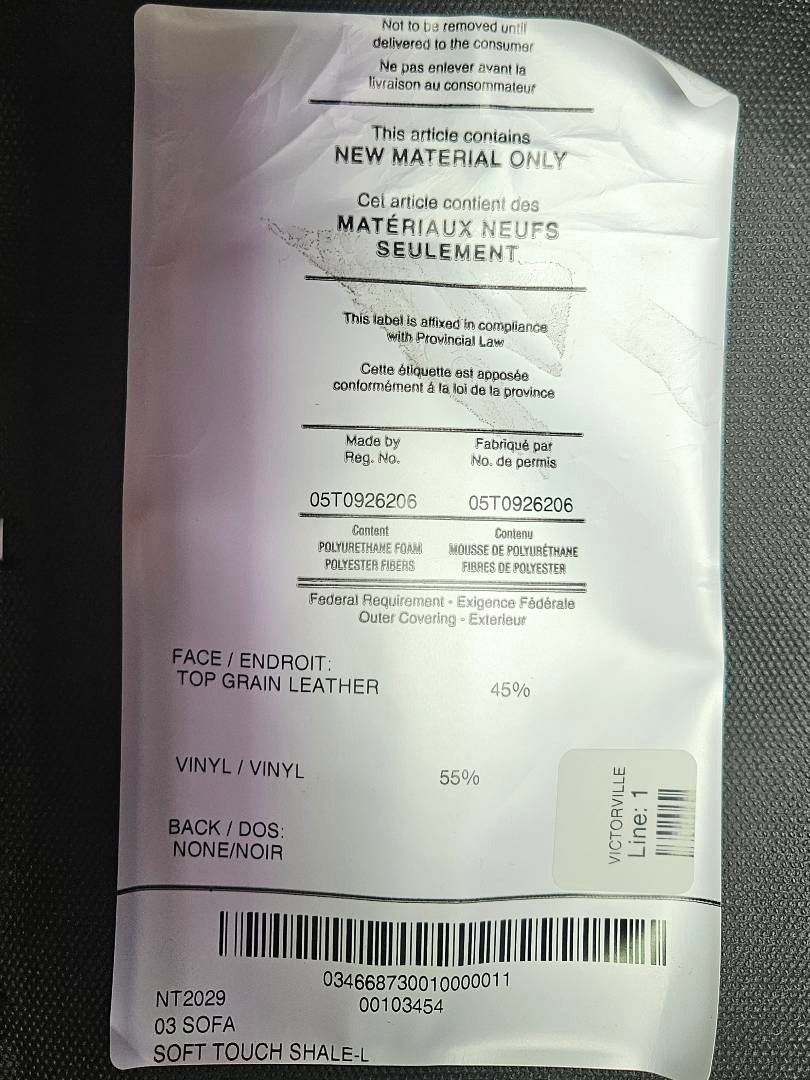 Not to be removed until
delivered to the consumer
Ne pas enlever avant la
livraison au consommateur
This article contains
NEW MATERIAL ONLY
Cet article contient des
MATÉRIAUX NEUFS
SEULEMENT
This label is affixed in compliance
with Provincial Law
Cette étiquette est apposée
conformément á la loi de la province
Made by Fabriqué par
Reg. No. No. de permis
05T0926206 05T0926206
Content Contenu
POLYURETHANE FOAM MOUSSE DE POLYURÉTHANE
POLYESTER FIBERS FIBRES DE POLYESTER
Federal Requirement - Exigence Fédérale
Outer Covering - Exterieur
FACE / ENDROIT:
TOP GRAIN LEATHER 45%
VINYL / VINYL 55%
BACK / DOS:
NONE/NOIR
VICTORVILLE
Line: 1
034668730010000011
00103454
NT2029
03 SOFA
SOFT TOUCH SHALE-L